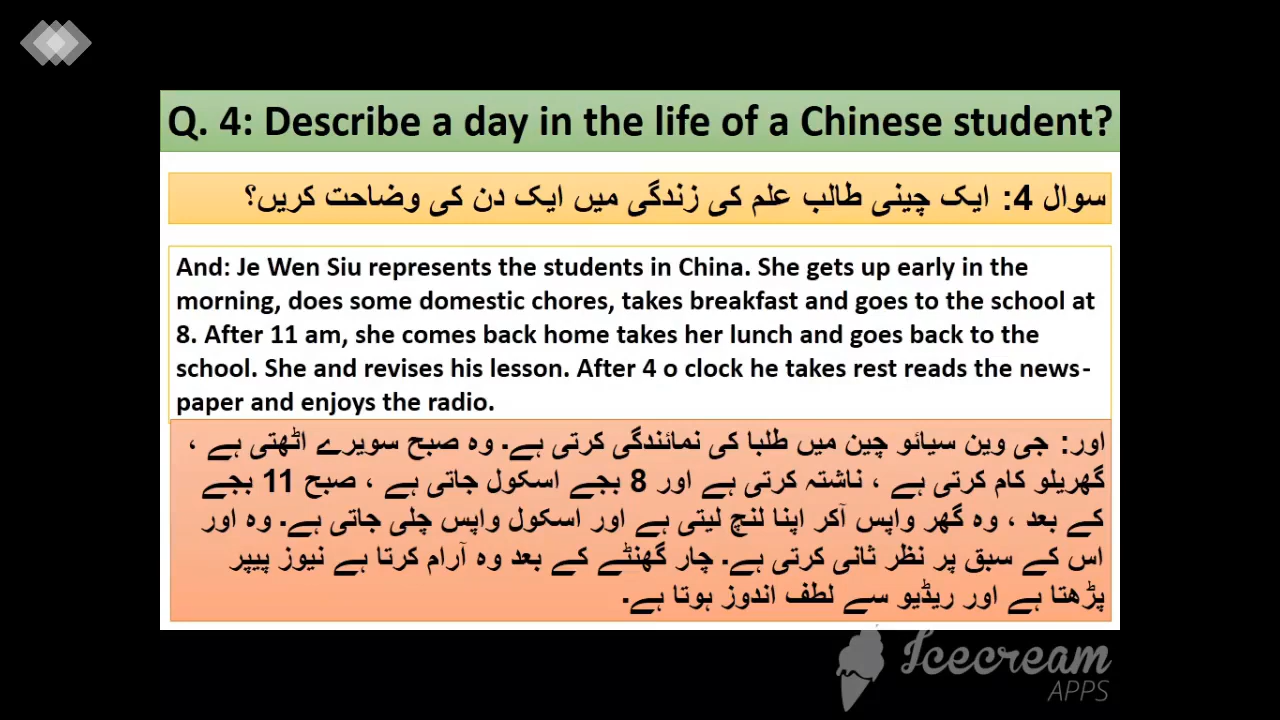 Q. 4: Describe a day in the life of a Chinese student?
سوال 4: ایک چینی طالب علم کی زندگی میں ایک دن کی وضاحت کریں؟
And: Je Wen Siu represents the students in China. She gets up early in the
morning, does some domestic chores, takes breakfast and goes to the school at
8. After 11 am, she comes back home takes her lunch and goes back to the
school. She and revises his lesson. After 4 o clock he takes rest reads the news-
paper and enjoys the radio.
اور: جی وین سیائو چین میں طلبا کی نمائندگی کرتی ہے۔ وہ صبح سویرے اٹھتی ہے ،
گھریلو کام کرتی ہے ، ناشتہ کرتی ہے اور 8 بجے اسکول جاتی ہے ، صبح 11 بجے
کے بعد ، وہ گھر واپس آکر اپنا لنچ لیتی ہے اور اسکول واپس چلی جاتی ہے۔ وہ اور
اس کے سبق پر نظر ثانی کرتی ہے۔ چار گھنٹے کے بعد وہ آرام کرتا ہے نیوز پیپر
پڑھتا ہے اور ریڈیو سے لطف اندوز ہوتا ہے۔
Icecream
APPS